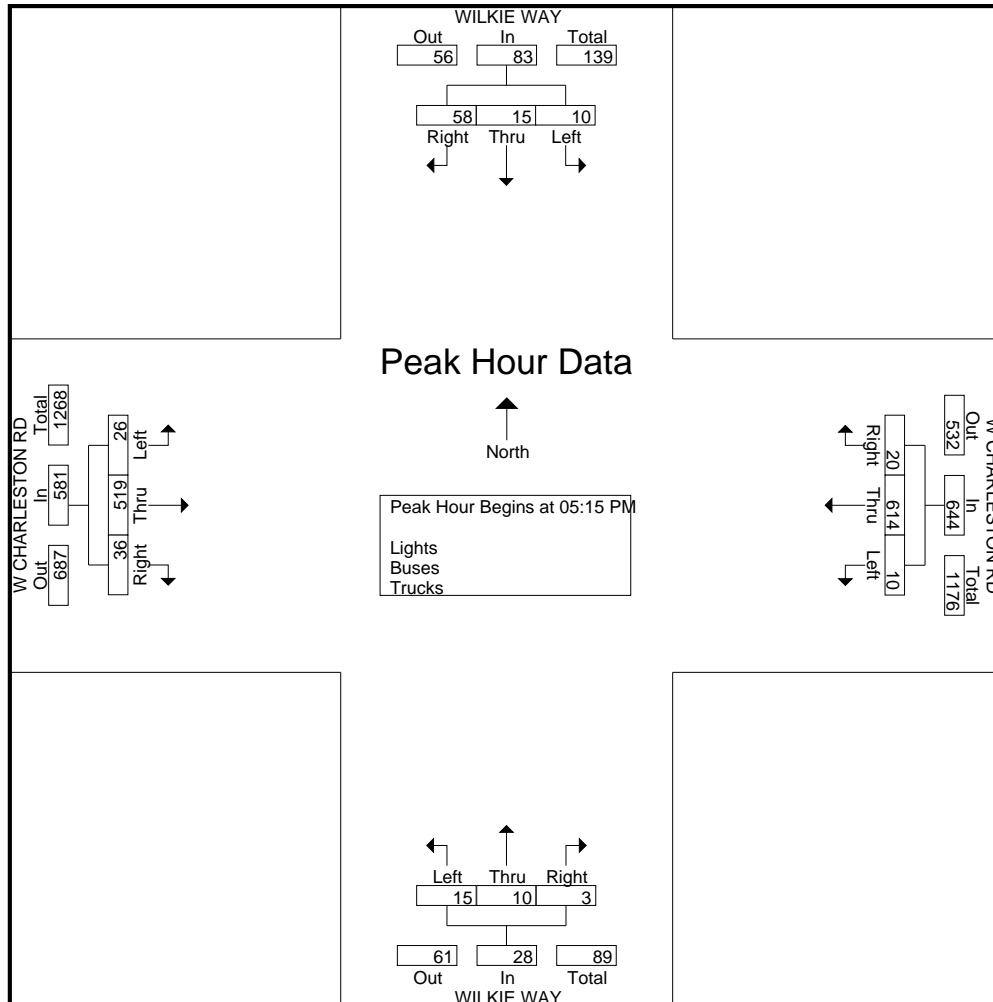 WILKIE WAY
Out In Total
56 83 139
58 15 10
Right Thru Left
Peak Hour Data
North
Peak Hour Begins at 05:15 PM
Lights
Buses
Trucks
W CHARLESTON RD
Out In Total
687 581 1268
Right Thru Left
36 519 26
W CHARLESTON RD
Out In Total
532 644 1176
Right Thru Left
20 614 10
Left Thru Right
15 10 3
61 28 89
Out In Total
WILKIE WAY